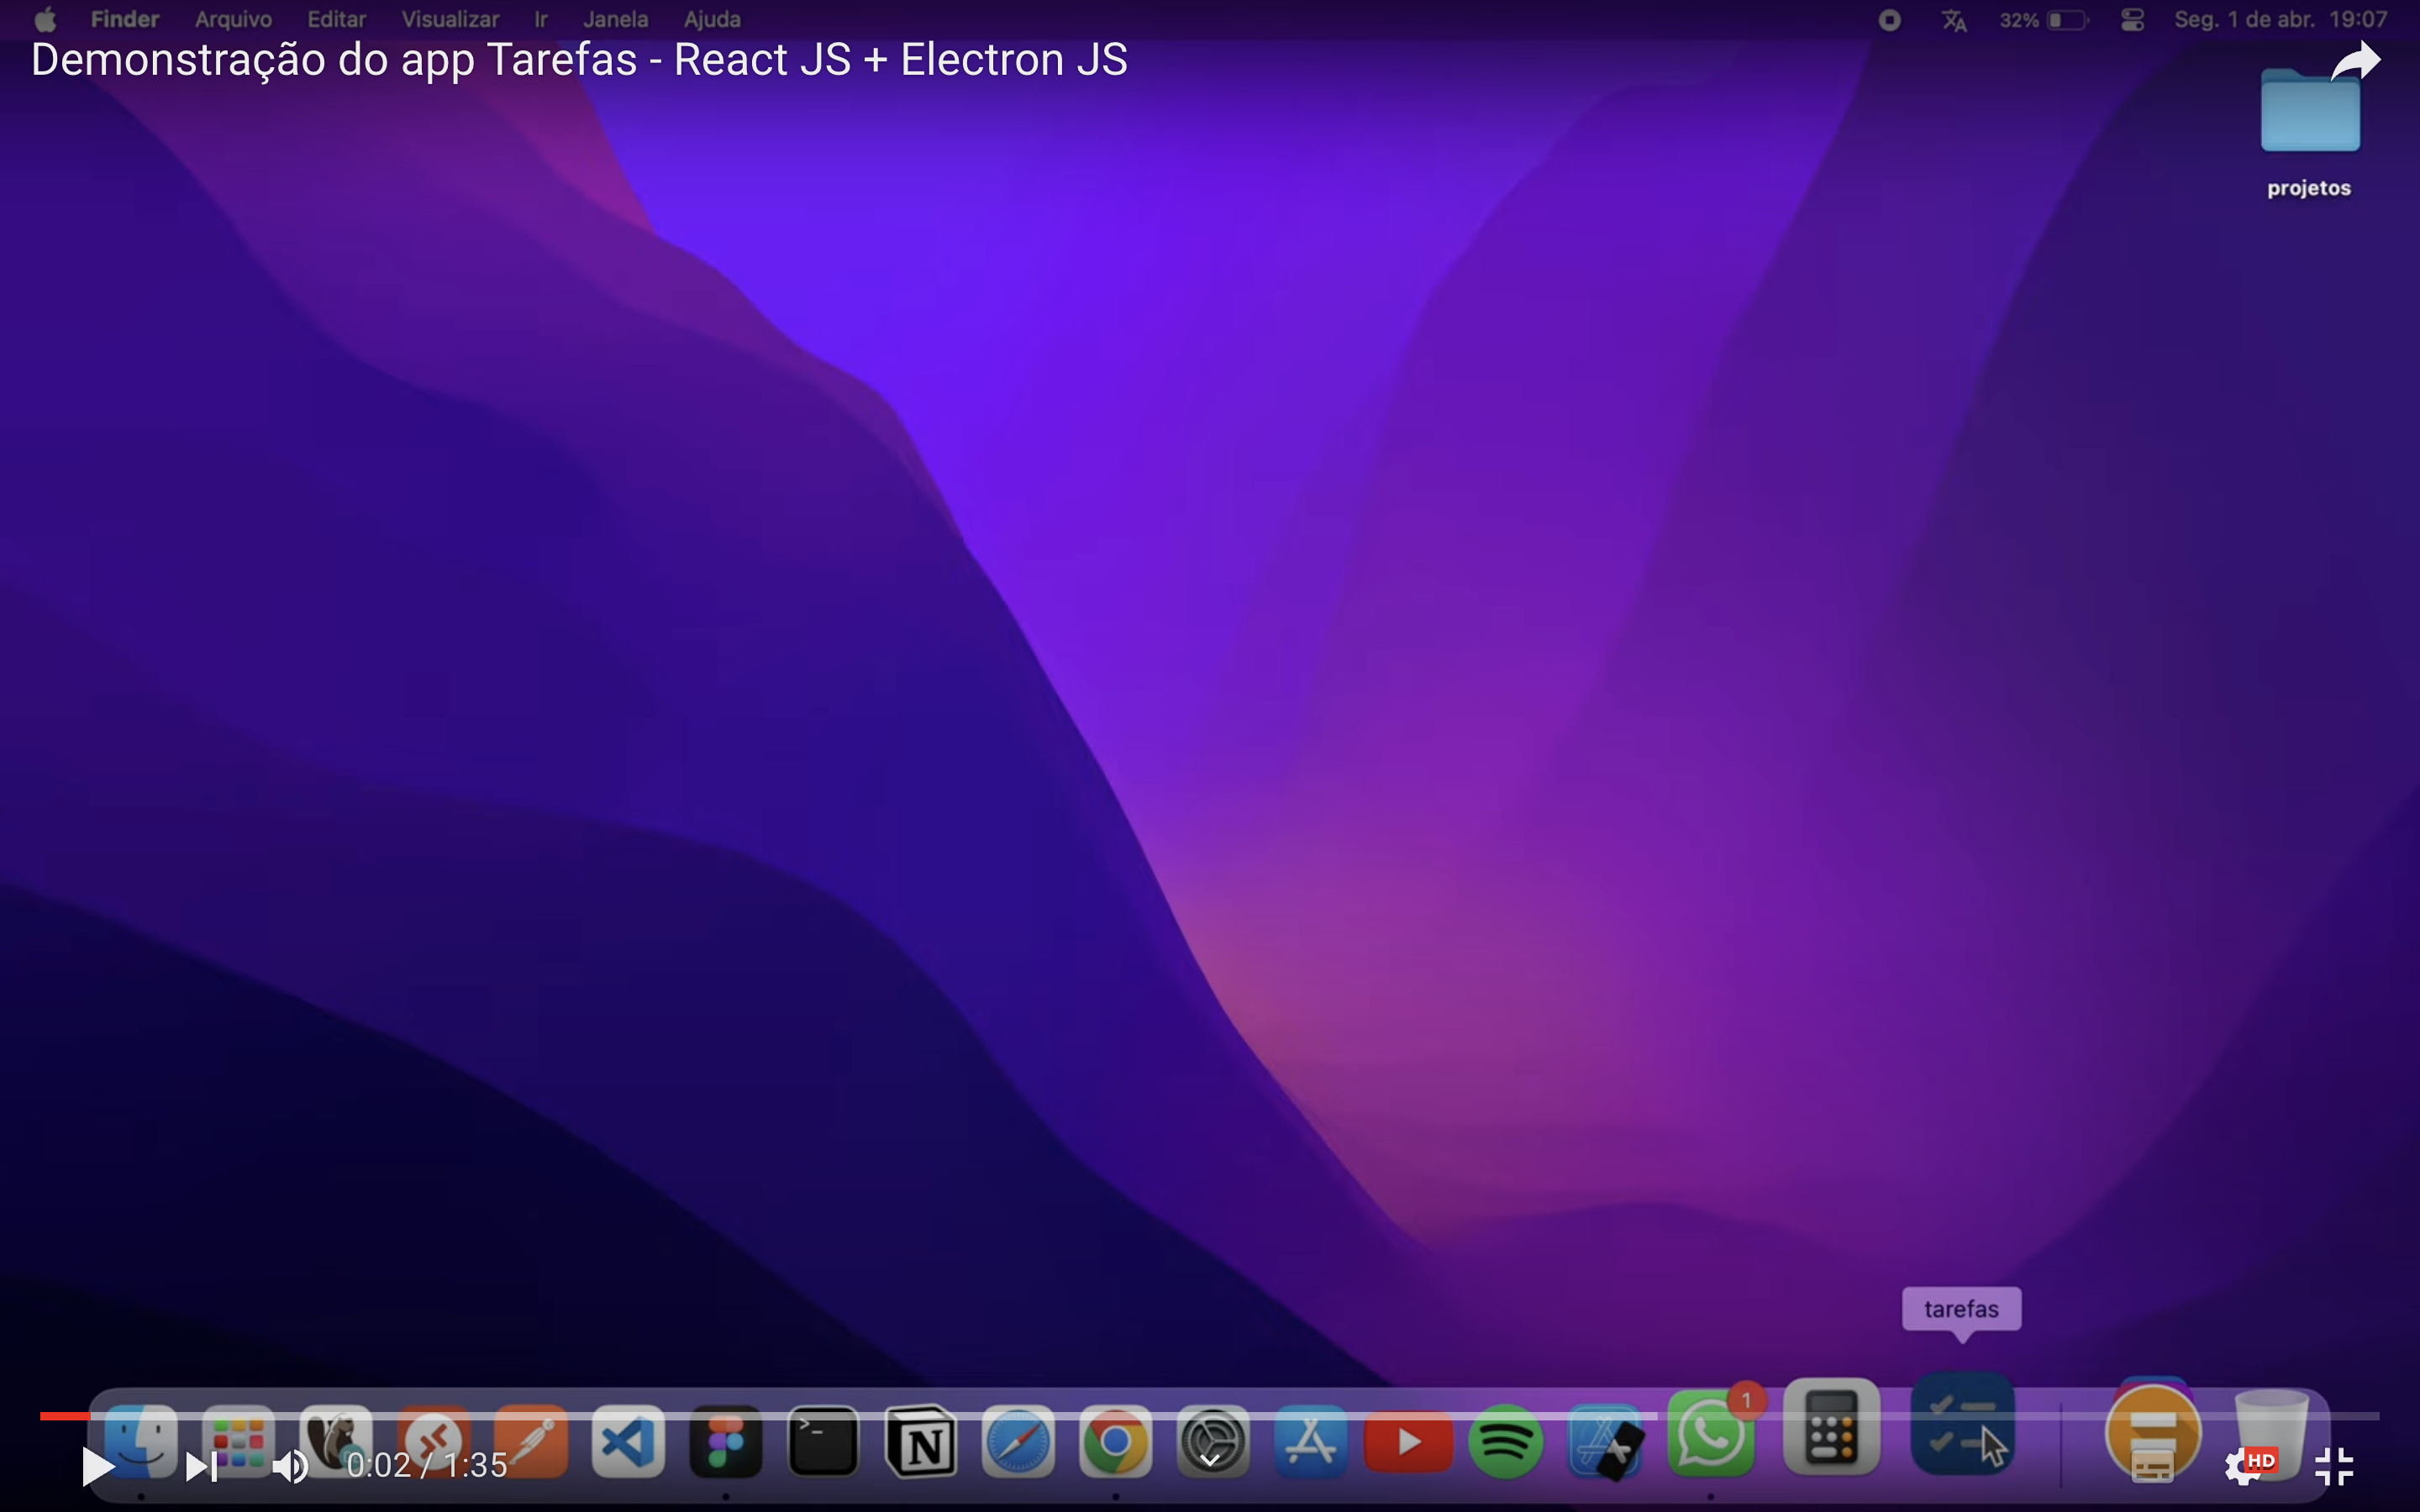 Finder Arquivo Editar Visualizar Ir Janela Ajuda 32% Seg. 1 de abr. 19:07
Demonstração do app Tarefas - React JS + Electron JS
projetos
tarefas
1
>_
N
0:02 / 1:35
HD